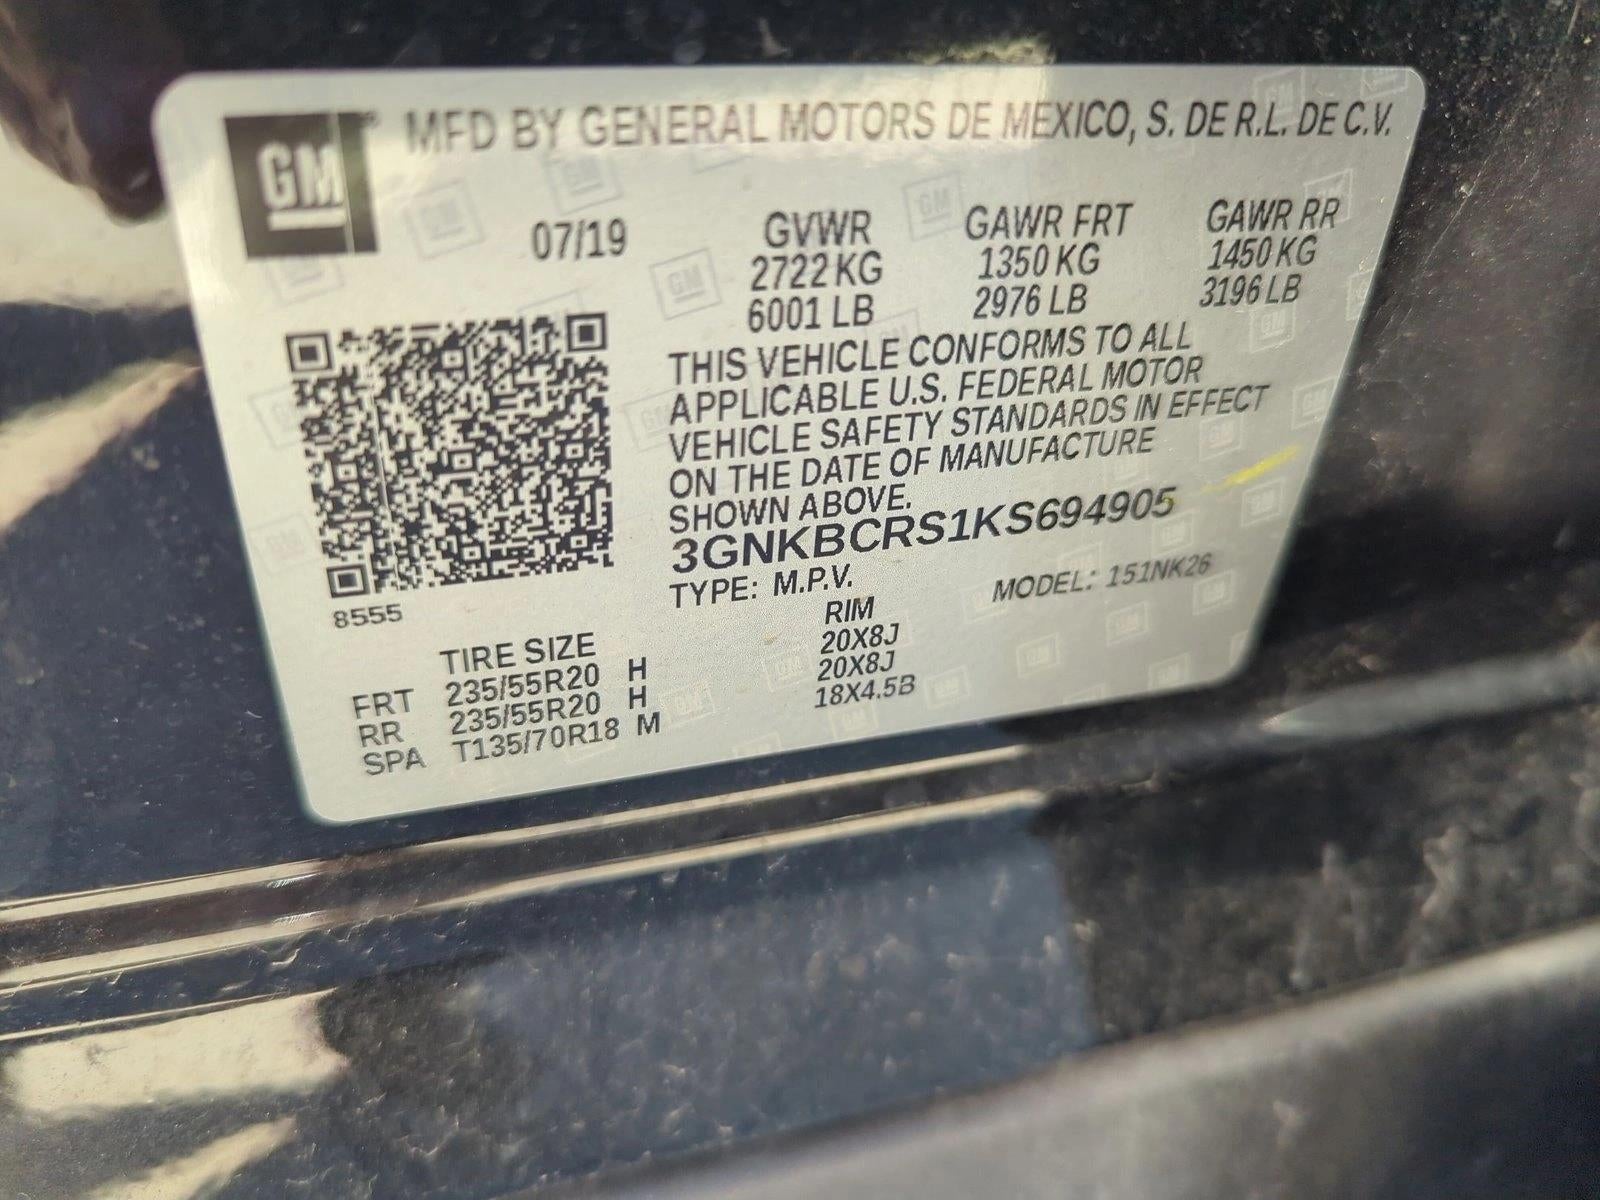 GM MFD BY GENERAL MOTORS DE MEXICO, S. DE R.L. DE C.V.
07/19 GVWR GAWR FRT GAWR RR
2722 KG 1350 KG 1450 KG
6001 LB 2976 LB 3196 LB
THIS VEHICLE CONFORMS TO ALL
APPLICABLE U.S. FEDERAL MOTOR
VEHICLE SAFETY STANDARDS IN EFFECT
ON THE DATE OF MANUFACTURE
SHOWN ABOVE.
3GNKBCRS1KS694905
TYPE: M.P.V. MODEL: 151NK26
8555
TIRE SIZE RIM
FRT 235/55R20 H 20X8J
RR 235/55R20 H 20X8J
SPA T135/70R18 M 18X4.5B